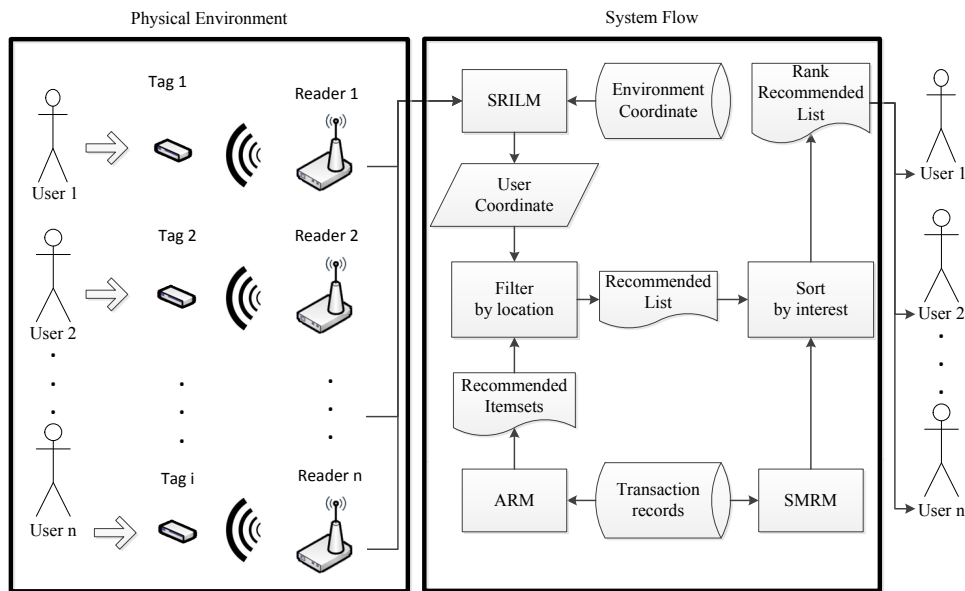 Physical Environment
System Flow
Tag 1
Reader 1
User 1
Tag 2
Reader 2
User 2
Tag i
Reader n
User n
SRILM
Environment
Coordinate
Rank
Recommended
List
User
Coordinate
Filter
by location
Recommended
List
Sort
by interest
Recommended
Itemsets
ARM
Transaction
records
SMRM
User 1
User 2
User n